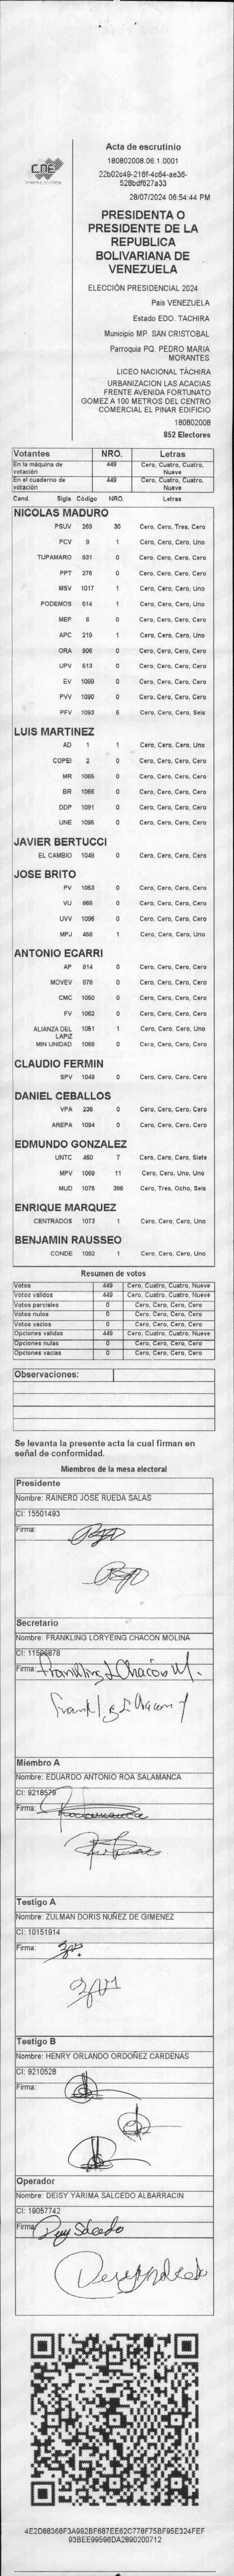 CNE
Acta de escrutinio
180802008.06.1.0001
22b02c49-216f-4c64-ae36-
528bdf627a33
28/07/2024 06:54:44 PM
PRESIDENTA O
PRESIDENTE DE LA
REPUBLICA
BOLIVARIANA DE
VENEZUELA
ELECCIÓN PRESIDENCIAL 2024
Pais VENEZUELA
Estado EDO. TACHIRA
Municipio MP. SAN CRISTOBAL
Parroquia PQ. PEDRO MARIA
MORANTES
LICEO NACIONAL TÁCHIRA
URBANIZACION LAS ACACIAS
FRENTE AVENIDA FORTUNATO
GOMEZ A 100 METROS DEL CENTRO
COMERCIAL EL PINAR EDIFICIO
180802008
852 Electores
Votantes NRO. Letras
En la máquina de votación 449 Cero, Cuatro, Cuatro, Nueve
En el cuaderno de votación 449 Cero, Cuatro, Cuatro, Nueve
Cand. Sigla Código NRO. Letras
NICOLAS MADURO
PSUV 269 30 Cero, Cero, Tres, Cero
PCV 9 1 Cero, Cero, Cero, Uno
TUPAMARO 931 0 Cero, Cero, Cero, Cero
PPT 276 0 Cero, Cero, Cero, Cero
MSV 1017 1 Cero, Cero, Cero, Uno
PODEMOS 514 1 Cero, Cero, Cero, Uno
MEP 6 0 Cero, Cero, Cero, Cero
APC 219 1 Cero, Cero, Cero, Uno
ORA 906 0 Cero, Cero, Cero, Cero
UPV 613 0 Cero, Cero, Cero, Cero
EV 1089 0 Cero, Cero, Cero, Cero
PVV 1090 0 Cero, Cero, Cero, Cero
PFV 1093 6 Cero, Cero, Cero, Seis
LUIS MARTINEZ
AD 1 1 Cero, Cero, Cero, Uno
COPEI 2 0 Cero, Cero, Cero, Cero
MR 1065 0 Cero, Cero, Cero, Cero
BR 1066 0 Cero, Cero, Cero, Cero
DDP 1091 0 Cero, Cero, Cero, Cero
UNE 1095 0 Cero, Cero, Cero, Cero
JAVIER BERTUCCI
EL CAMBIO 1048 0 Cero, Cero, Cero, Cero
JOSE BRITO
PV 1053 0 Cero, Cero, Cero, Cero
VU 868 0 Cero, Cero, Cero, Cero
UVV 1096 0 Cero, Cero, Cero, Cero
MPJ 458 1 Cero, Cero, Cero, Uno
ANTONIO ECARRI
AP 814 0 Cero, Cero, Cero, Cero
MOVEV 879 0 Cero, Cero, Cero, Cero
CMC 1050 0 Cero, Cero, Cero, Cero
FV 1052 0 Cero, Cero, Cero, Cero
ALIANZA DEL LAPIZ 1051 1 Cero, Cero, Cero, Uno
MIN UNIDAD 1088 0 Cero, Cero, Cero, Cero
CLAUDIO FERMIN
SPV 1049 0 Cero, Cero, Cero, Cero
DANIEL CEBALLOS
VPA 236 0 Cero, Cero, Cero, Cero
AREPA 1094 0 Cero, Cero, Cero, Cero
EDMUNDO GONZALEZ
UNTC 460 7 Cero, Cero, Cero, Siete
MPV 1069 11 Cero, Cero, Uno, Uno
MUD 1075 386 Cero, Tres, Ocho, Seis
ENRIQUE MARQUEZ
CENTRADOS 1073 1 Cero, Cero, Cero, Uno
BENJAMIN RAUSSEO
CONDE 1092 1 Cero, Cero, Cero, Uno
Resumen de votos
Votos 449 Cero, Cuatro, Cuatro, Nueve
Votos válidos 449 Cero, Cuatro, Cuatro, Nueve
Votos parciales 0 Cero, Cero, Cero, Cero
Votos nulos 0 Cero, Cero, Cero, Cero
Votos vacios 0 Cero, Cero, Cero, Cero
Opciones validas 449 Cero, Cuatro, Cuatro, Nueve
Opciones nulas 0 Cero, Cero, Cero, Cero
Opciones vacias 0 Cero, Cero, Cero, Cero
Observaciones:
Se levanta la presente acta la cual firman en
señal de conformidad.
Miembros de la mesa electoral
Presidente
Nombre: RAINERD JOSE RUEDA SALAS
CI: 15501493
Firma:
Secretario
Nombre: FRANKLING LORYEING CHACON MOLINA
CI: 11506878
Firma: Frankling L Chacón M.
Miembro A
Nombre: EDUARDO ANTONIO ROA SALAMANCA
CI: 9218579
Firma:
Testigo A
Nombre: ZULMAN DORIS NUÑEZ DE GIMENEZ
CI: 10151914
Firma:
Testigo B
Nombre: HENRY ORLANDO ORDOÑEZ CARDENAS
CI: 9210528
Firma:
Operador
Nombre: DEISY YARIMA SALCEDO ALBARRACIN
CI: 19057742
Firma: Deisy Salcedo
4E2D88368F3A992BF687EE62C778F75BF95E324FEF
93BEE99596DA2890200712